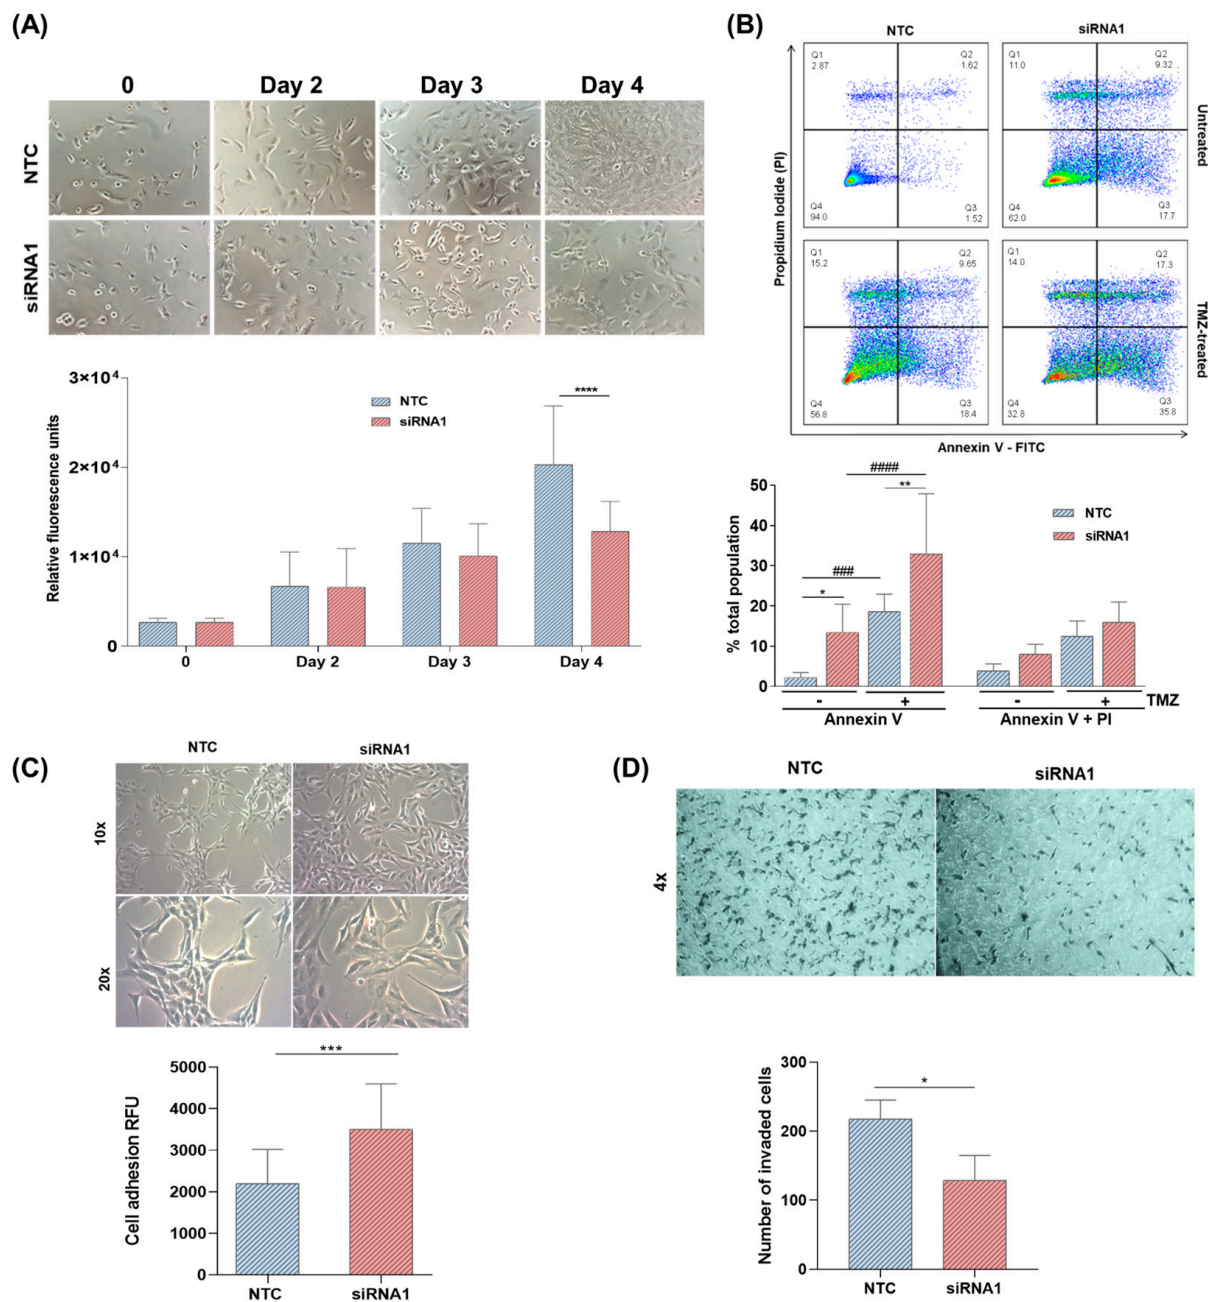 (A)
0 Day 2 Day 3 Day 4
NTC
siRNA1
3×10⁴
2×10⁴
1×10⁴
0
Relative fluorescence units
NTC
siRNA1
****
0 Day 2 Day 3 Day 4
(B)
NTC siRNA1
Q1
2.87
Q2
1.62
Q4
94.0
Q3
1.52
Q1
11.0
Q2
9.32
Q4
62.0
Q3
17.7
Untreated
Q1
15.2
Q2
9.65
Q4
56.8
Q3
18.4
Q1
14.0
Q2
17.3
Q4
32.8
Q3
35.8
TMZ-treated
Propidium Iodide (PI)
Annexin V - FITC
50
40
30
20
10
0
% total population
####
**
###
*
NTC
siRNA1
- + - + TMZ
Annexin V Annexin V + PI
(C)
NTC siRNA1
10x
20x
***
5000
4000
3000
2000
1000
0
Cell adhesion RFU
NTC siRNA1
(D)
NTC siRNA1
4x
300
200
100
0
Number of invaded cells
*
NTC siRNA1